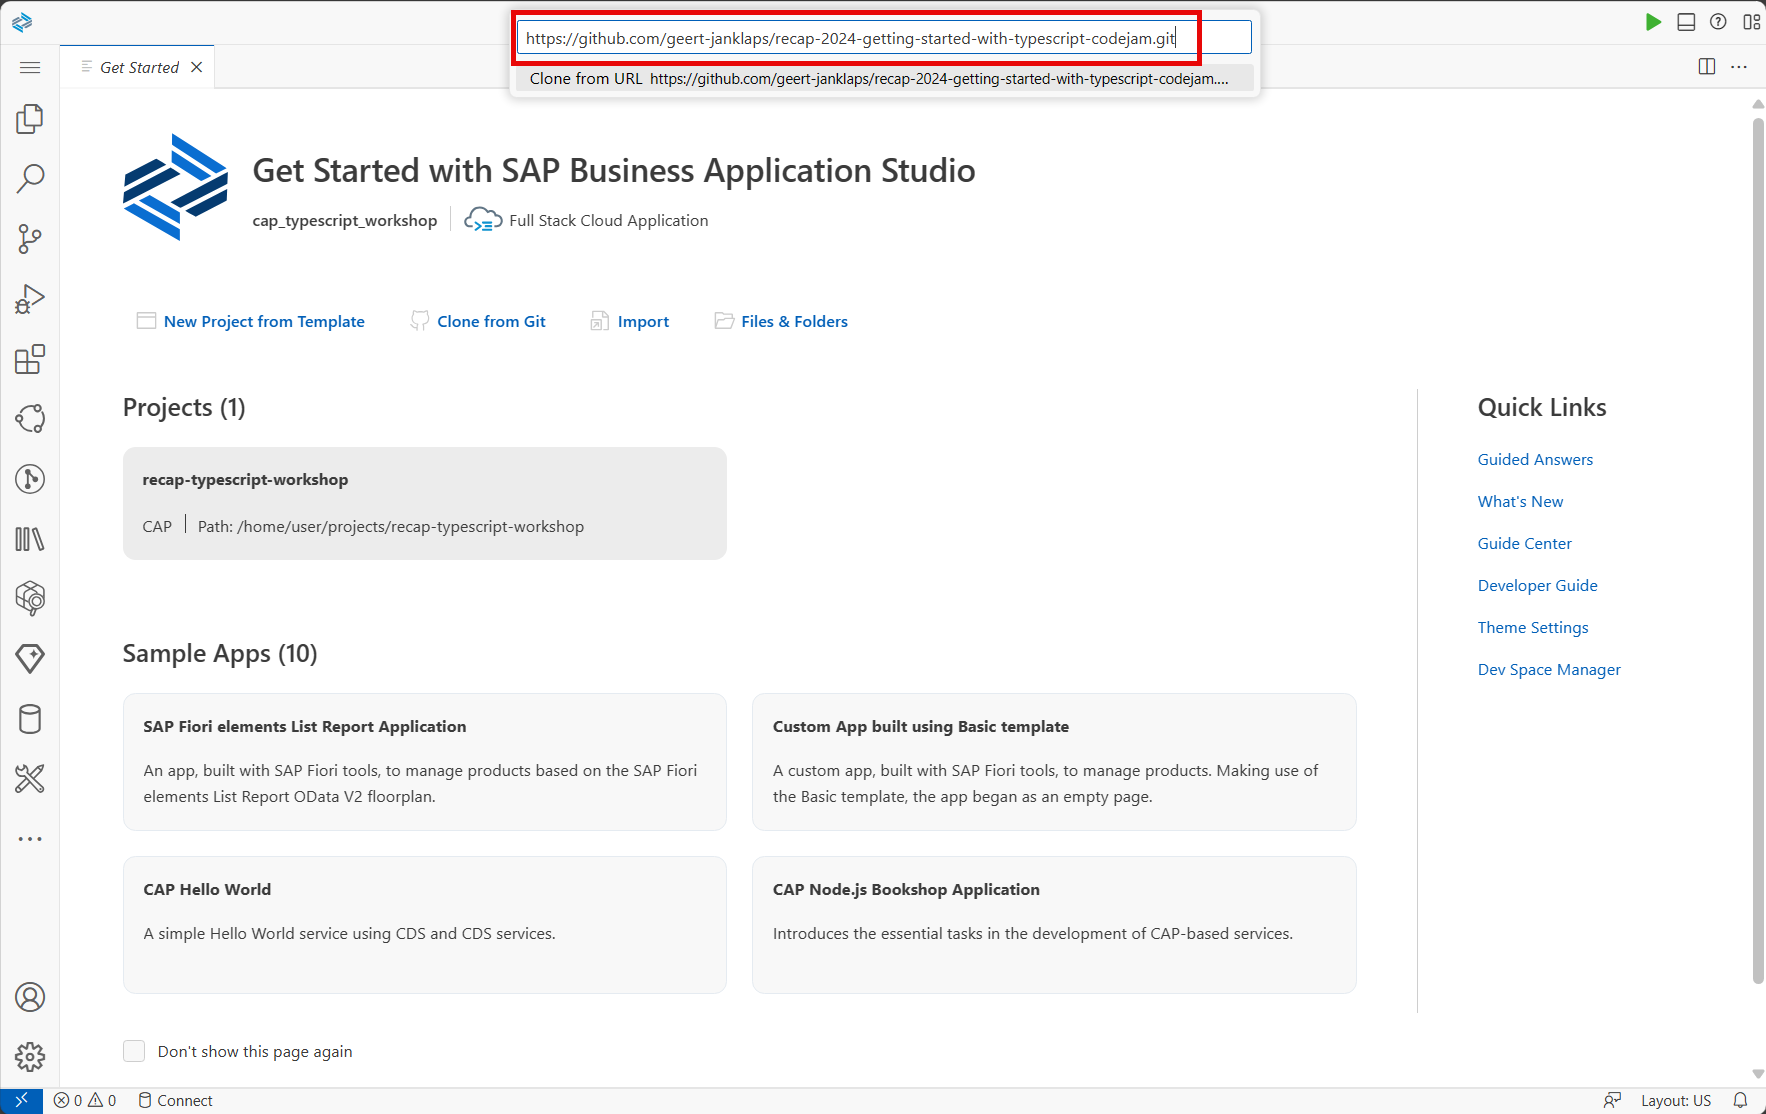 https://github.com/geert-janklaps/recap-2024-getting-started-with-typescript-codejam.git
Clone from URL https://github.com/geert-janklaps/recap-2024-getting-started-with-typescript-codejam....
Get Started
Get Started with SAP Business Application Studio
cap_typescript_workshop
Full Stack Cloud Application
New Project from Template
Clone from Git
Import
Files & Folders
Projects (1)
recap-typescript-workshop
CAP
Path: /home/user/projects/recap-typescript-workshop
Sample Apps (10)
SAP Fiori elements List Report Application
An app, built with SAP Fiori tools, to manage products based on the SAP Fiori
elements List Report OData V2 floorplan.
Custom App built using Basic template
A custom app, built with SAP Fiori tools, to manage products. Making use of
the Basic template, the app began as an empty page.
CAP Hello World
A simple Hello World service using CDS and CDS services.
CAP Node.js Bookshop Application
Introduces the essential tasks in the development of CAP-based services.
Quick Links
Guided Answers
What's New
Guide Center
Developer Guide
Theme Settings
Dev Space Manager
Don't show this page again
0
0
Connect
Layout: US